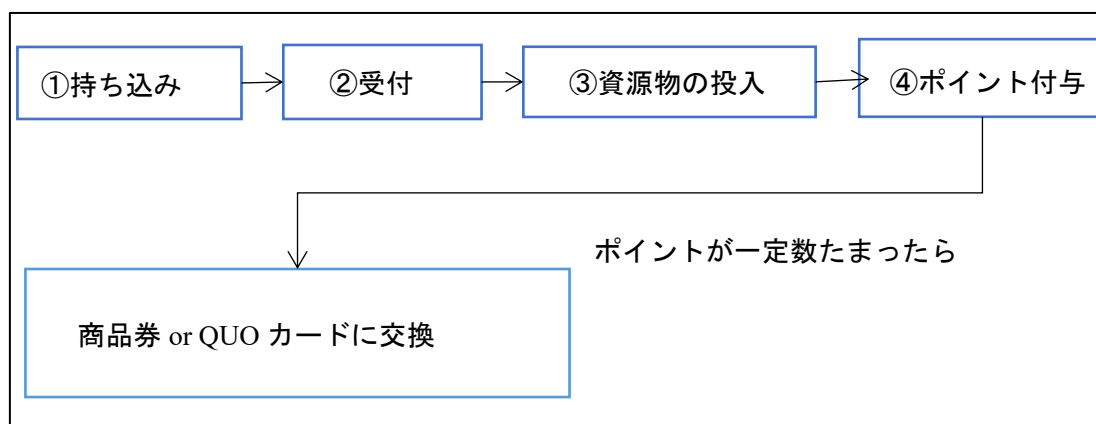 ①持ち込み
②受付
③資源物の投入
④ポイント付与
ポイントが一定数たまったら
商品券 or QUO カードに交換